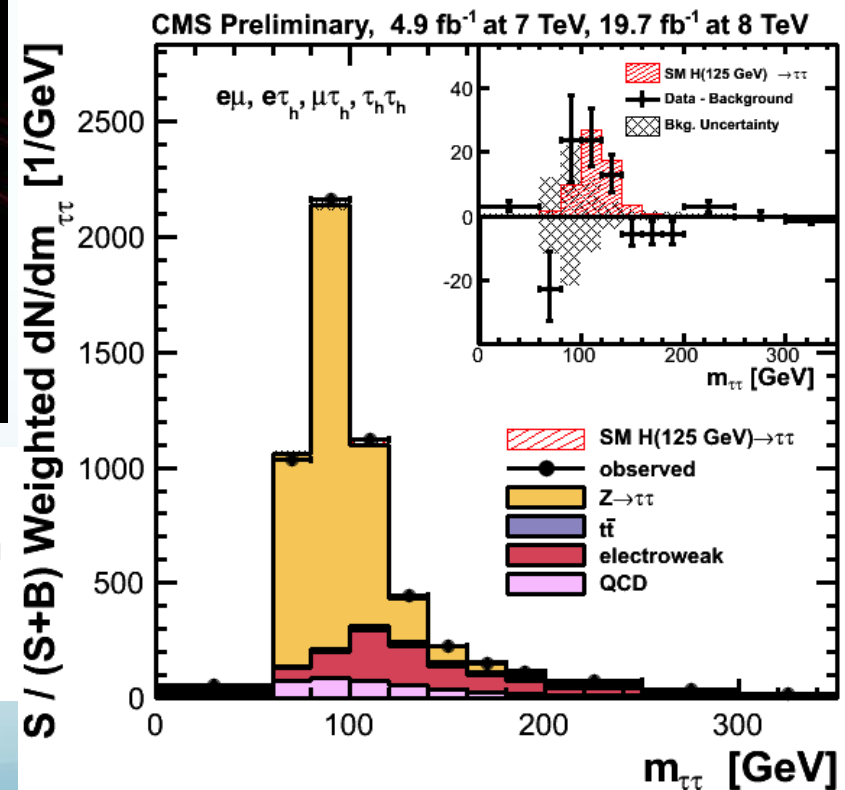 CMS Preliminary, 4.9 fb⁻¹ at 7 TeV, 19.7 fb⁻¹ at 8 TeV
S / (S+B) Weighted dN/dmττ [1/GeV]
eμ, eτh, μτh, τhτh
2500
2000
1500
1000
500
0
0
100
200
300
mττ [GeV]
40
20
0
-20
0
100
200
300
mττ [GeV]
SM H(125 GeV) →ττ
Data - Background
Bkg. Uncertainty
SM H(125 GeV)→ττ
observed
Z→ττ
tt̄
electroweak
QCD